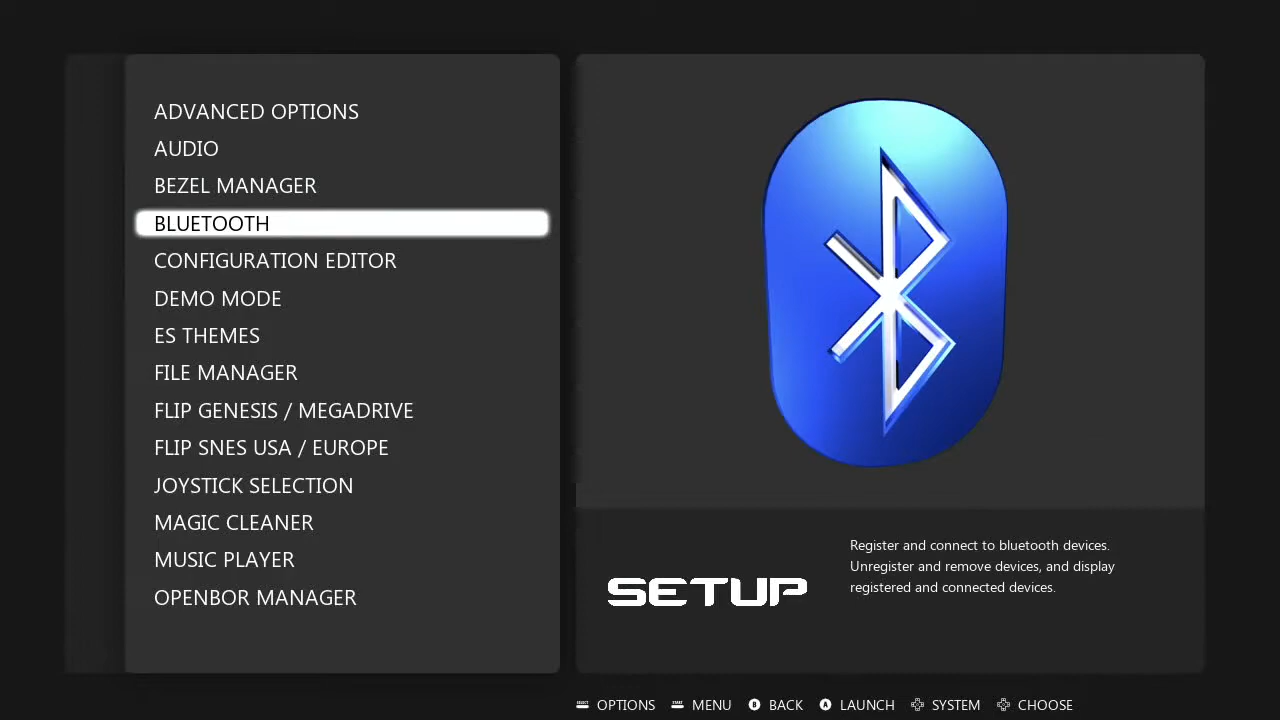 ADVANCED OPTIONS
AUDIO
BEZEL MANAGER
BLUETOOTH
CONFIGURATION EDITOR
DEMO MODE
ES THEMES
FILE MANAGER
FLIP GENESIS / MEGADRIVE
FLIP SNES USA / EUROPE
JOYSTICK SELECTION
MAGIC CLEANER
MUSIC PLAYER
OPENBOR MANAGER
SETUP
Register and connect to bluetooth devices.
Unregister and remove devices, and display
registered and connected devices.
SELECT OPTIONS START MENU B BACK A LAUNCH SYSTEM CHOOSE